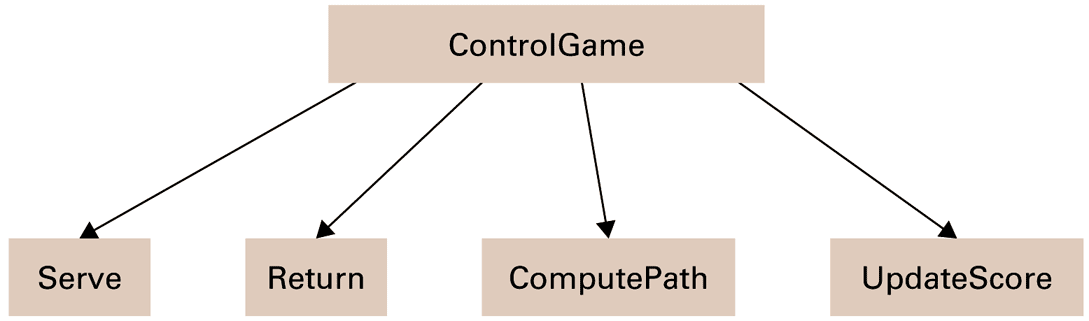 ControlGame
Serve
Return
ComputePath
UpdateScore